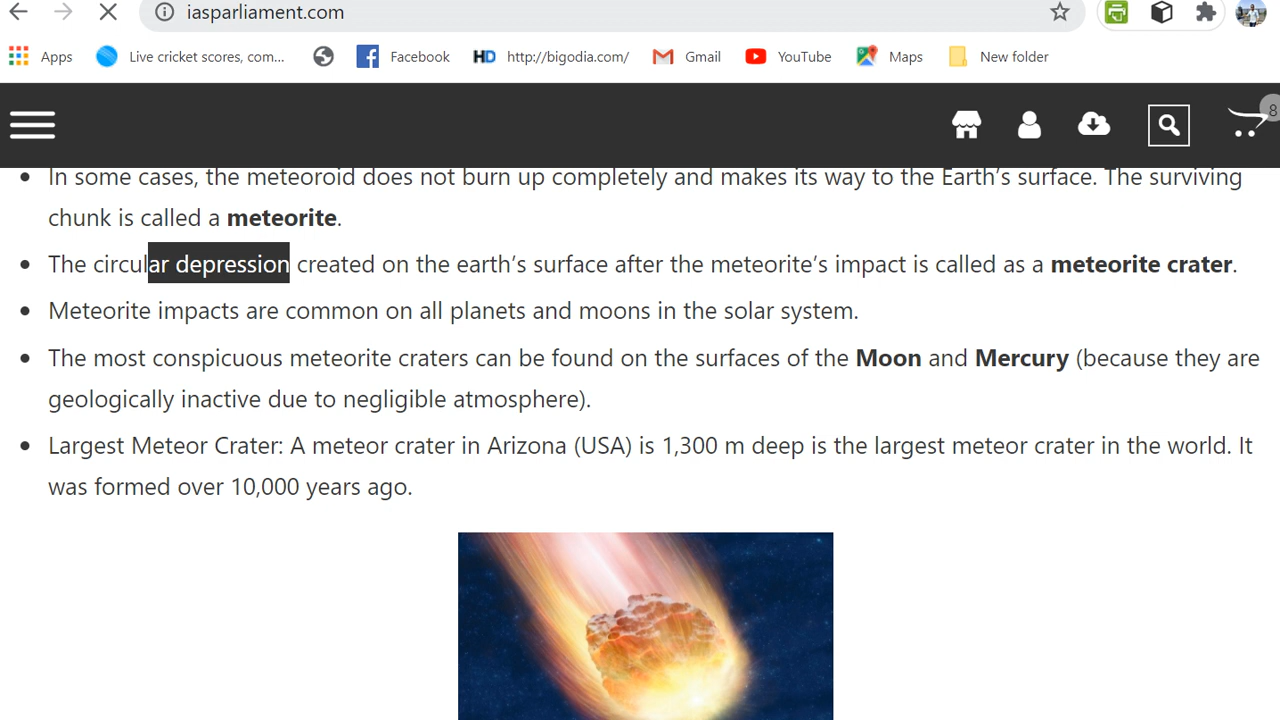 iasparliament.com
Apps
Live cricket scores, com...
Facebook
HD
http://bigodia.com/
Gmail
YouTube
Maps
New folder
8
In some cases, the meteoroid does not burn up completely and makes its way to the Earth's surface. The surviving
chunk is called a meteorite.
The circular depression created on the earth's surface after the meteorite's impact is called as a meteorite crater.
Meteorite impacts are common on all planets and moons in the solar system.
The most conspicuous meteorite craters can be found on the surfaces of the Moon and Mercury (because they are
geologically inactive due to negligible atmosphere).
Largest Meteor Crater: A meteor crater in Arizona (USA) is 1,300 m deep is the largest meteor crater in the world. It
was formed over 10,000 years ago.